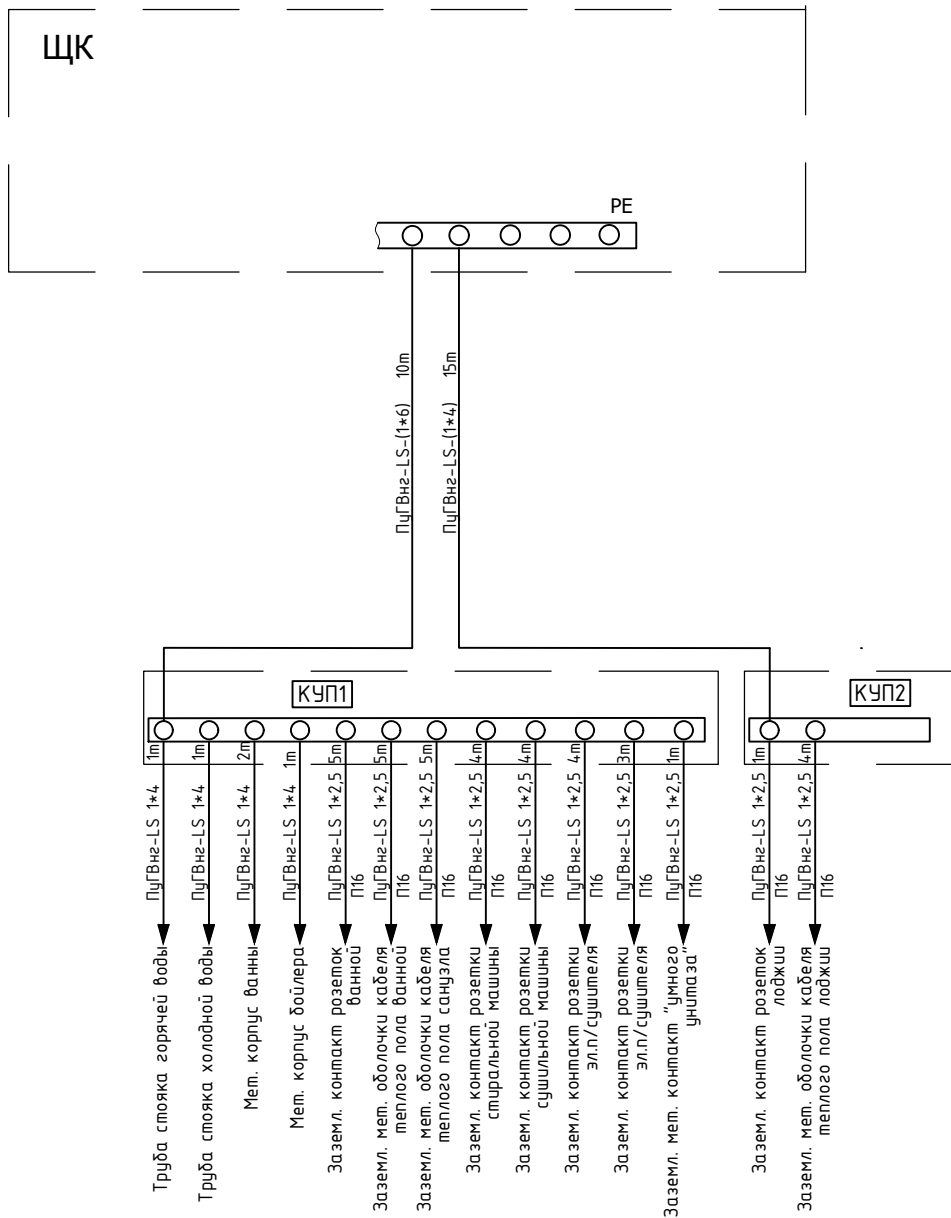 ЩК
PE
ПуГВнг-LS-(1*6) 10m
ПуГВнг-LS-(1*4) 15m
КУП1
КУП2
ПуГВнг-LS 1*4 1m
ПуГВнг-LS 1*4 1m
ПуГВнг-LS 1*4 2m
ПуГВнг-LS 1*4 1m
ПуГВнг-LS 1*2,5 5m
П16
ПуГВнг-LS 1*2,5 5m
П16
ПуГВнг-LS 1*2,5 5m
П16
ПуГВнг-LS 1*2,5 4m
П16
ПуГВнг-LS 1*2,5 4m
П16
ПуГВнг-LS 1*2,5 4m
П16
ПуГВнг-LS 1*2,5 3m
П16
ПуГВнг-LS 1*2,5 1m
П16
ПуГВнг-LS 1*2,5 1m
П16
ПуГВнг-LS 1*2,5 4m
П16
Труба стояка горячей воды
Труба стояка холодной воды
Мет. корпус ванны
Мет. корпус бойлера
Заземл. контакт розеток
ванной
Заземл. мет. оболочки кабеля
теплого пола ванной
Заземл. мет. оболочки кабеля
теплого пола санузла
Заземл. контакт розетки
стиральной машины
Заземл. контакт розетки
сушильной машины
Заземл. контакт розетки
эл.п/сушителя
Заземл. контакт розетки
эл.п/сушителя
Заземл. мет. контакт "умного
унитаза"
Заземл. контакт розеток
лоджии
Заземл. мет. оболочки кабеля
теплого пола лоджии